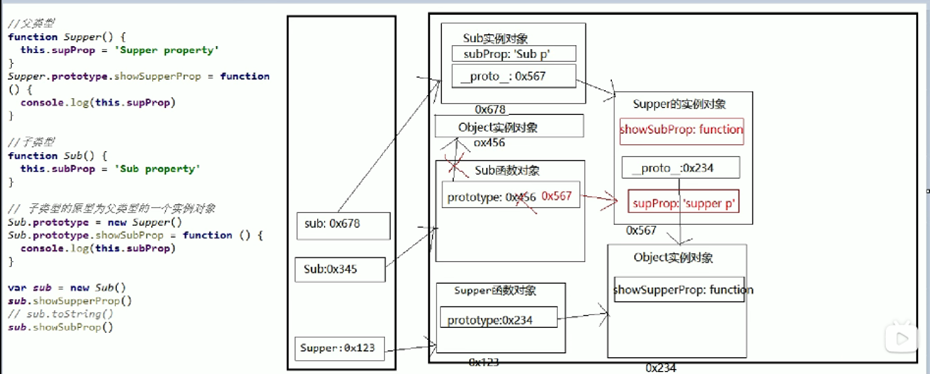 //父类型
function Supper() {
this.supProp = 'Supper property'
}
Supper.prototype.showSupperProp = function
() {
console.log(this.supProp)
}
//子类型
function Sub() {
this.subProp = 'Sub property'
}
// 子类型的原型为父类型的一个实例对象
Sub.prototype = new Supper()
Sub.prototype.showSubProp = function () {
console.log(this.subProp)
}
var sub = new Sub()
sub.showSupperProp()
// sub.toString()
sub.showSubProp()
sub: 0x678
Sub:0x345
Supper:0x123
Sub实例对象
subProp: 'Sub p'
__proto__: 0x567
0x678
Object实例对象
0x456
Sub函数对象
prototype: 0x456 0x567
Supper函数对象
prototype:0x234
0x123
Supper的实例对象
showSubProp: function
__proto__:0x234
supProp: 'supper p'
0x567
Object实例对象
showSupperProp: function
0x234